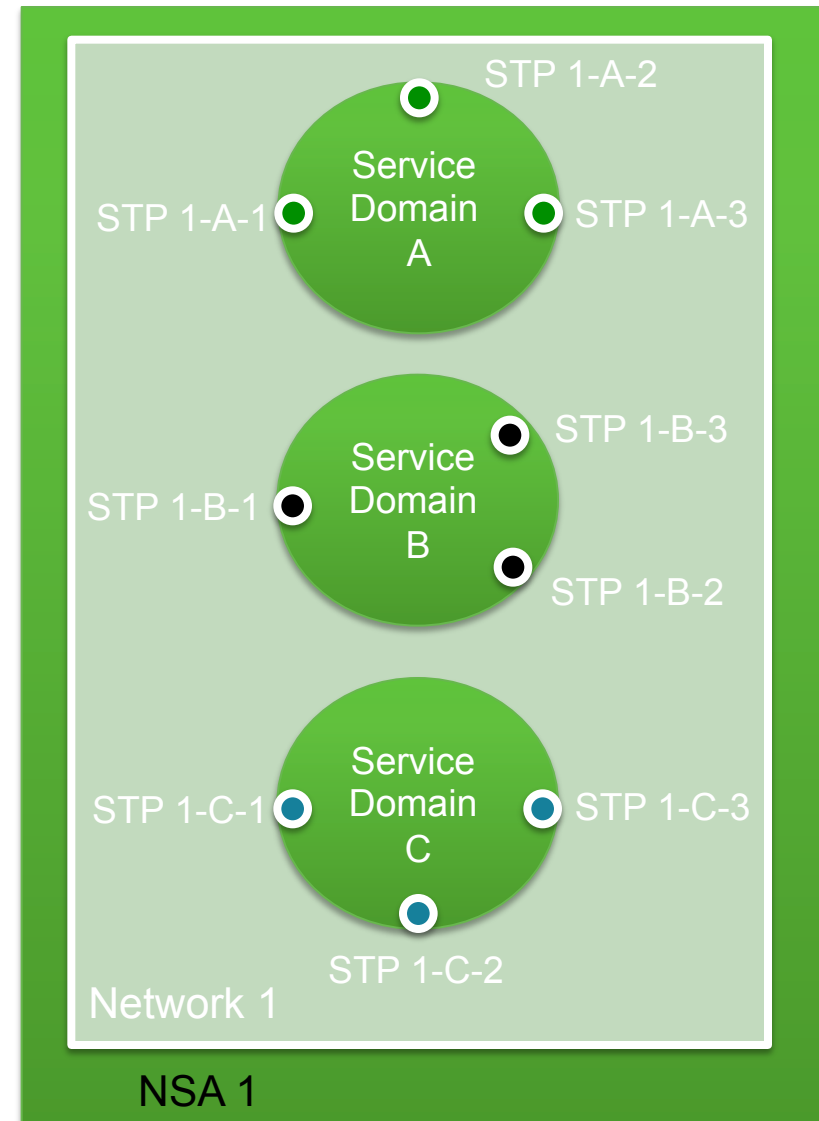 STP 1-A-2
Service
Domain
A
STP 1-A-1
STP 1-A-3
STP 1-B-3
Service
Domain
B
STP 1-B-1
STP 1-B-2
Service
Domain
C
STP 1-C-1
STP 1-C-3
STP 1-C-2
Network 1
NSA 1